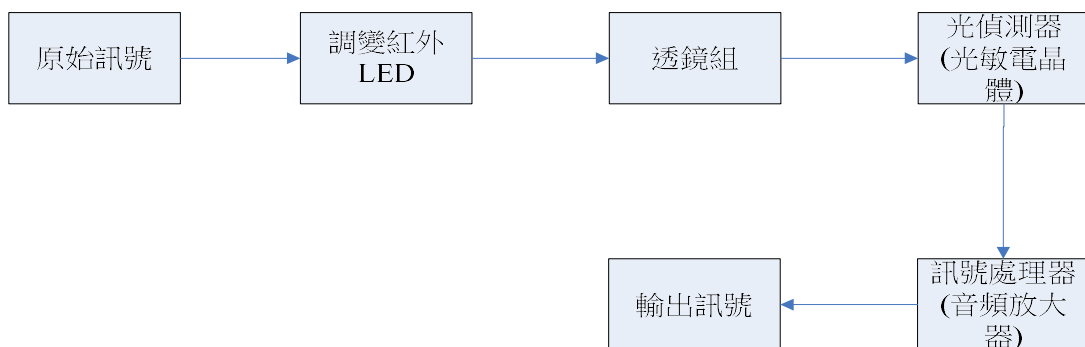 原始訊號
調變紅外
LED
透鏡組
光偵測器
(光敏電晶
體)
訊號處理器
(音頻放大
器)
輸出訊號